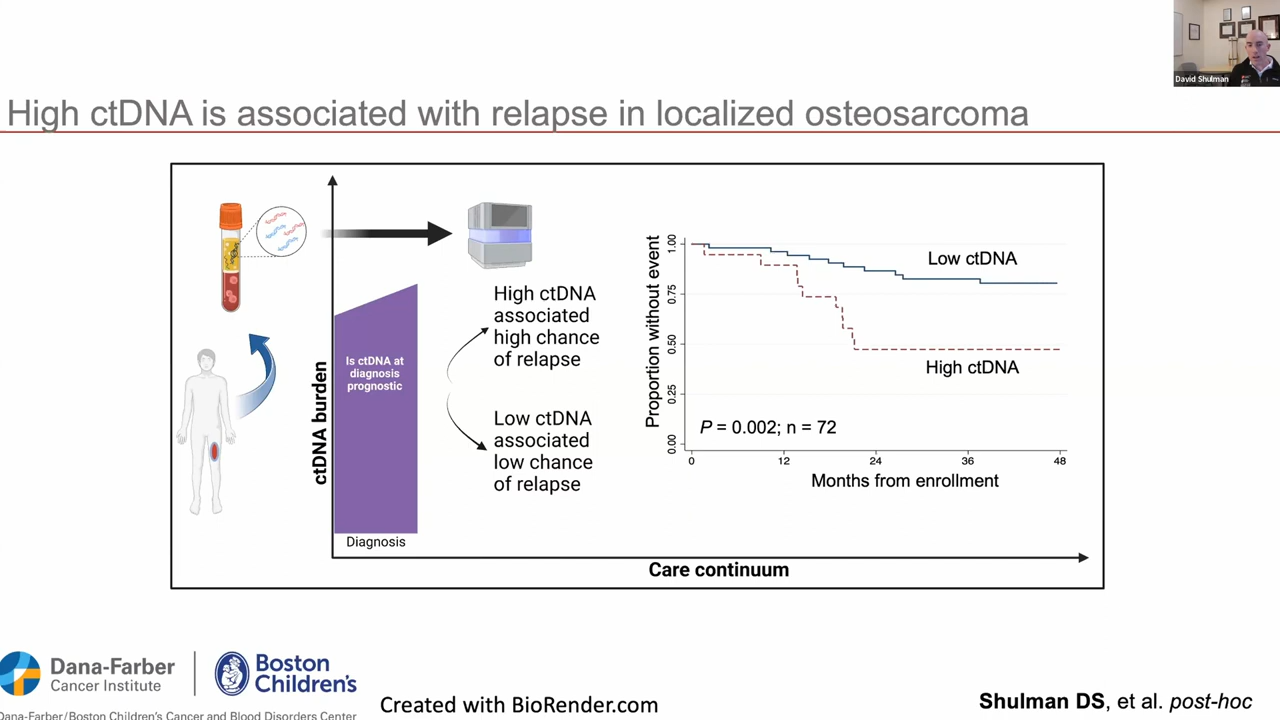 David Shulman
High ctDNA is associated with relapse in localized osteosarcoma
ctDNA burden
Is ctDNA at
diagnosis
prognostic
Diagnosis
High ctDNA
associated
high chance
of relapse
Low ctDNA
associated
low chance
of relapse
Care continuum
Proportion without event
1.00
0.75
0.50
0.25
0.00
Low ctDNA
High ctDNA
P = 0.002; n = 72
0 12 24 36 48
Months from enrollment
Dana-Farber
Cancer Institute
Boston
Children's
Dana-Farber/Boston Children's Cancer and Blood Disorders Center
Created with BioRender.com
Shulman DS, et al. post-hoc